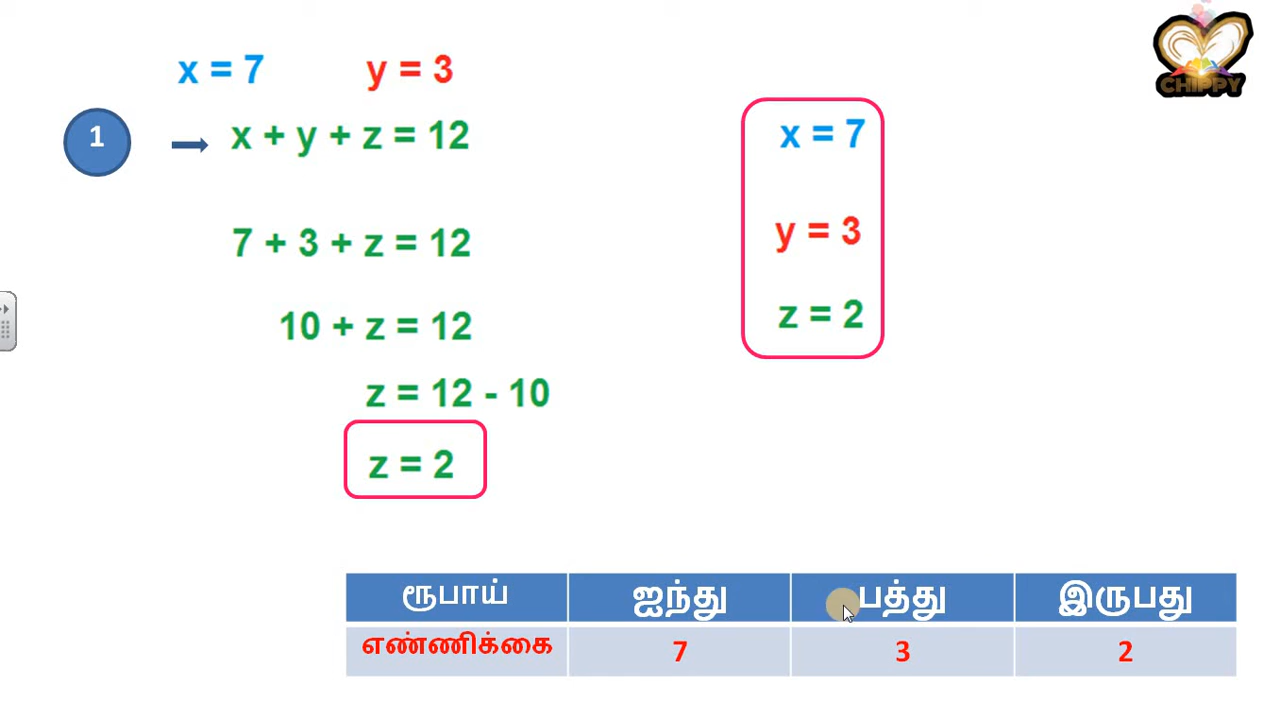 CHIPPY
x = 7 y = 3
1 x + y + z = 12
7 + 3 + z = 12
10 + z = 12
z = 12 - 10
z = 2
x = 7
y = 3
z = 2
ரூபாய் ஐந்து பத்து இருபது
எண்ணிக்கை 7 3 2